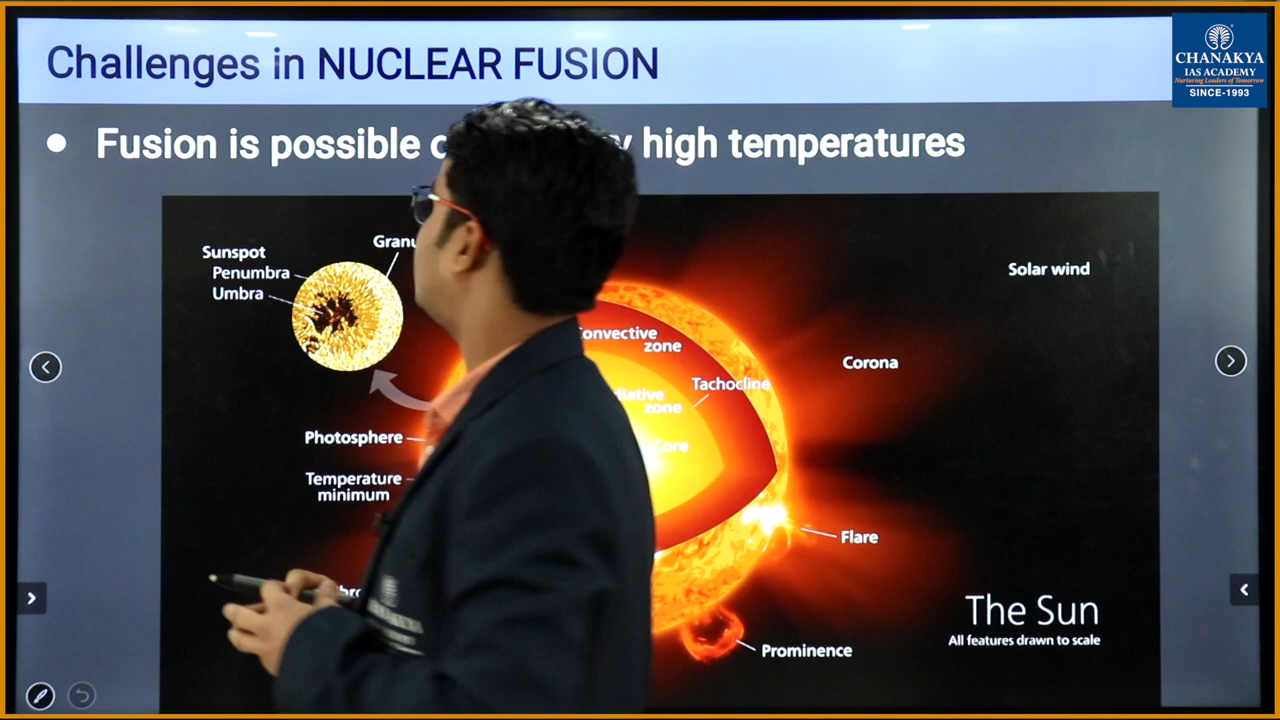 Challenges in NUCLEAR FUSION
CHANAKYA
IAS ACADEMY
Nurturing Leaders of Tomorrow
SINCE-1993
● Fusion is possible high temperatures
Sunspot
Penumbra
Umbra
Solar wind
Convective
zone
Corona
Tachocline
zone
Core
Photosphere
Temperature
minimum
Flare
The Sun
All features drawn to scale
Prominence